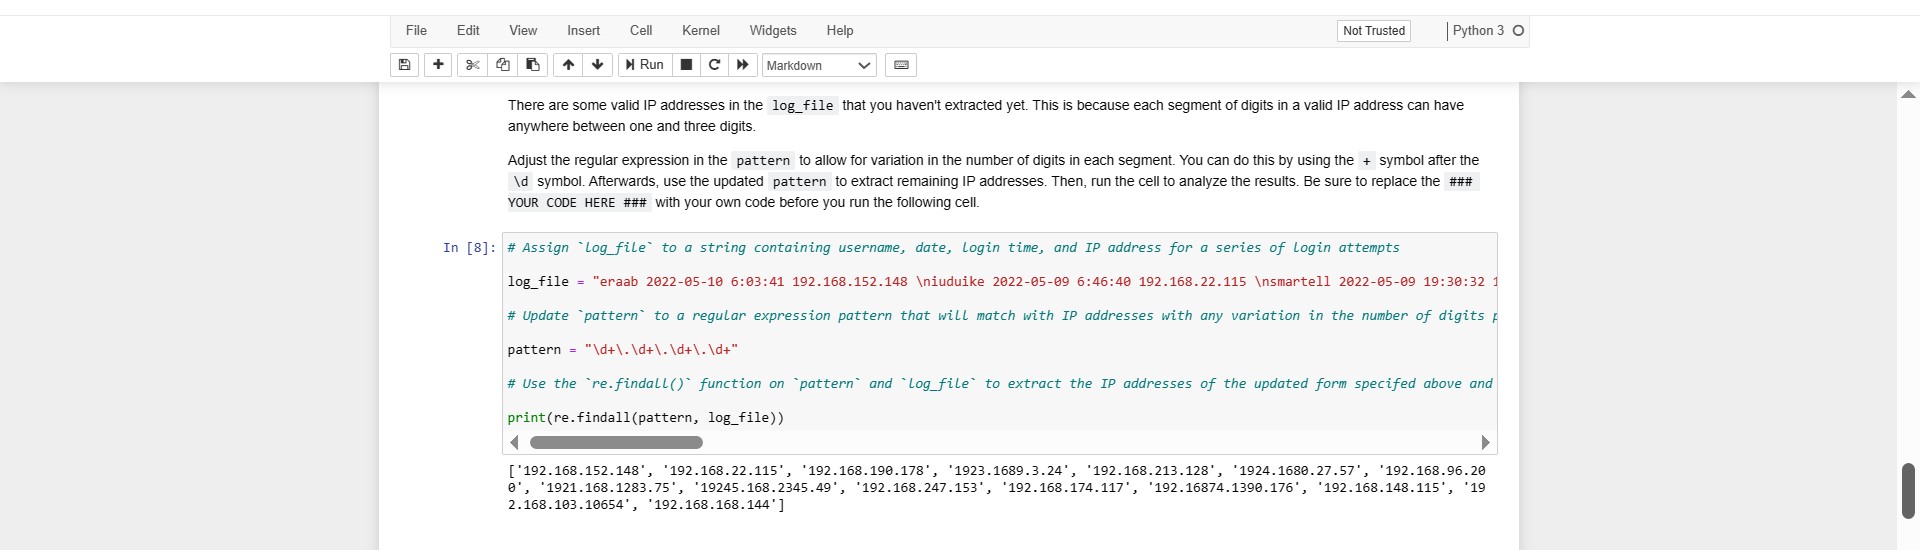 File Edit View Insert Cell Kernel Widgets Help Not Trusted Python 3
Run Markdown
There are some valid IP addresses in the log_file that you haven't extracted yet. This is because each segment of digits in a valid IP address can have
anywhere between one and three digits.
Adjust the regular expression in the pattern to allow for variation in the number of digits in each segment. You can do this by using the + symbol after the
\d symbol. Afterwards, use the updated pattern to extract remaining IP addresses. Then, run the cell to analyze the results. Be sure to replace the ###
YOUR CODE HERE ### with your own code before you run the following cell.
In [8]: # Assign `log_file` to a string containing username, date, login time, and IP address for a series of login attempts
log_file = "eraab 2022-05-10 6:03:41 192.168.152.148 \niuduike 2022-05-09 6:46:40 192.168.22.115 \nsmartell 2022-05-09 19:30:32 1
# Update `pattern` to a regular expression pattern that will match with IP addresses with any variation in the number of digits p
pattern = "\d+\.\d+\.\d+\.\d+"
# Use the `re.findall()` function on `pattern` and `log_file` to extract the IP addresses of the updated form specifed above and
print(re.findall(pattern, log_file))
['192.168.152.148', '192.168.22.115', '192.168.190.178', '1923.1689.3.24', '192.168.213.128', '1924.1680.27.57', '192.168.96.20
0', '1921.168.1283.75', '19245.168.2345.49', '192.168.247.153', '192.168.174.117', '192.16874.1390.176', '192.168.148.115', '19
2.168.103.10654', '192.168.168.144']